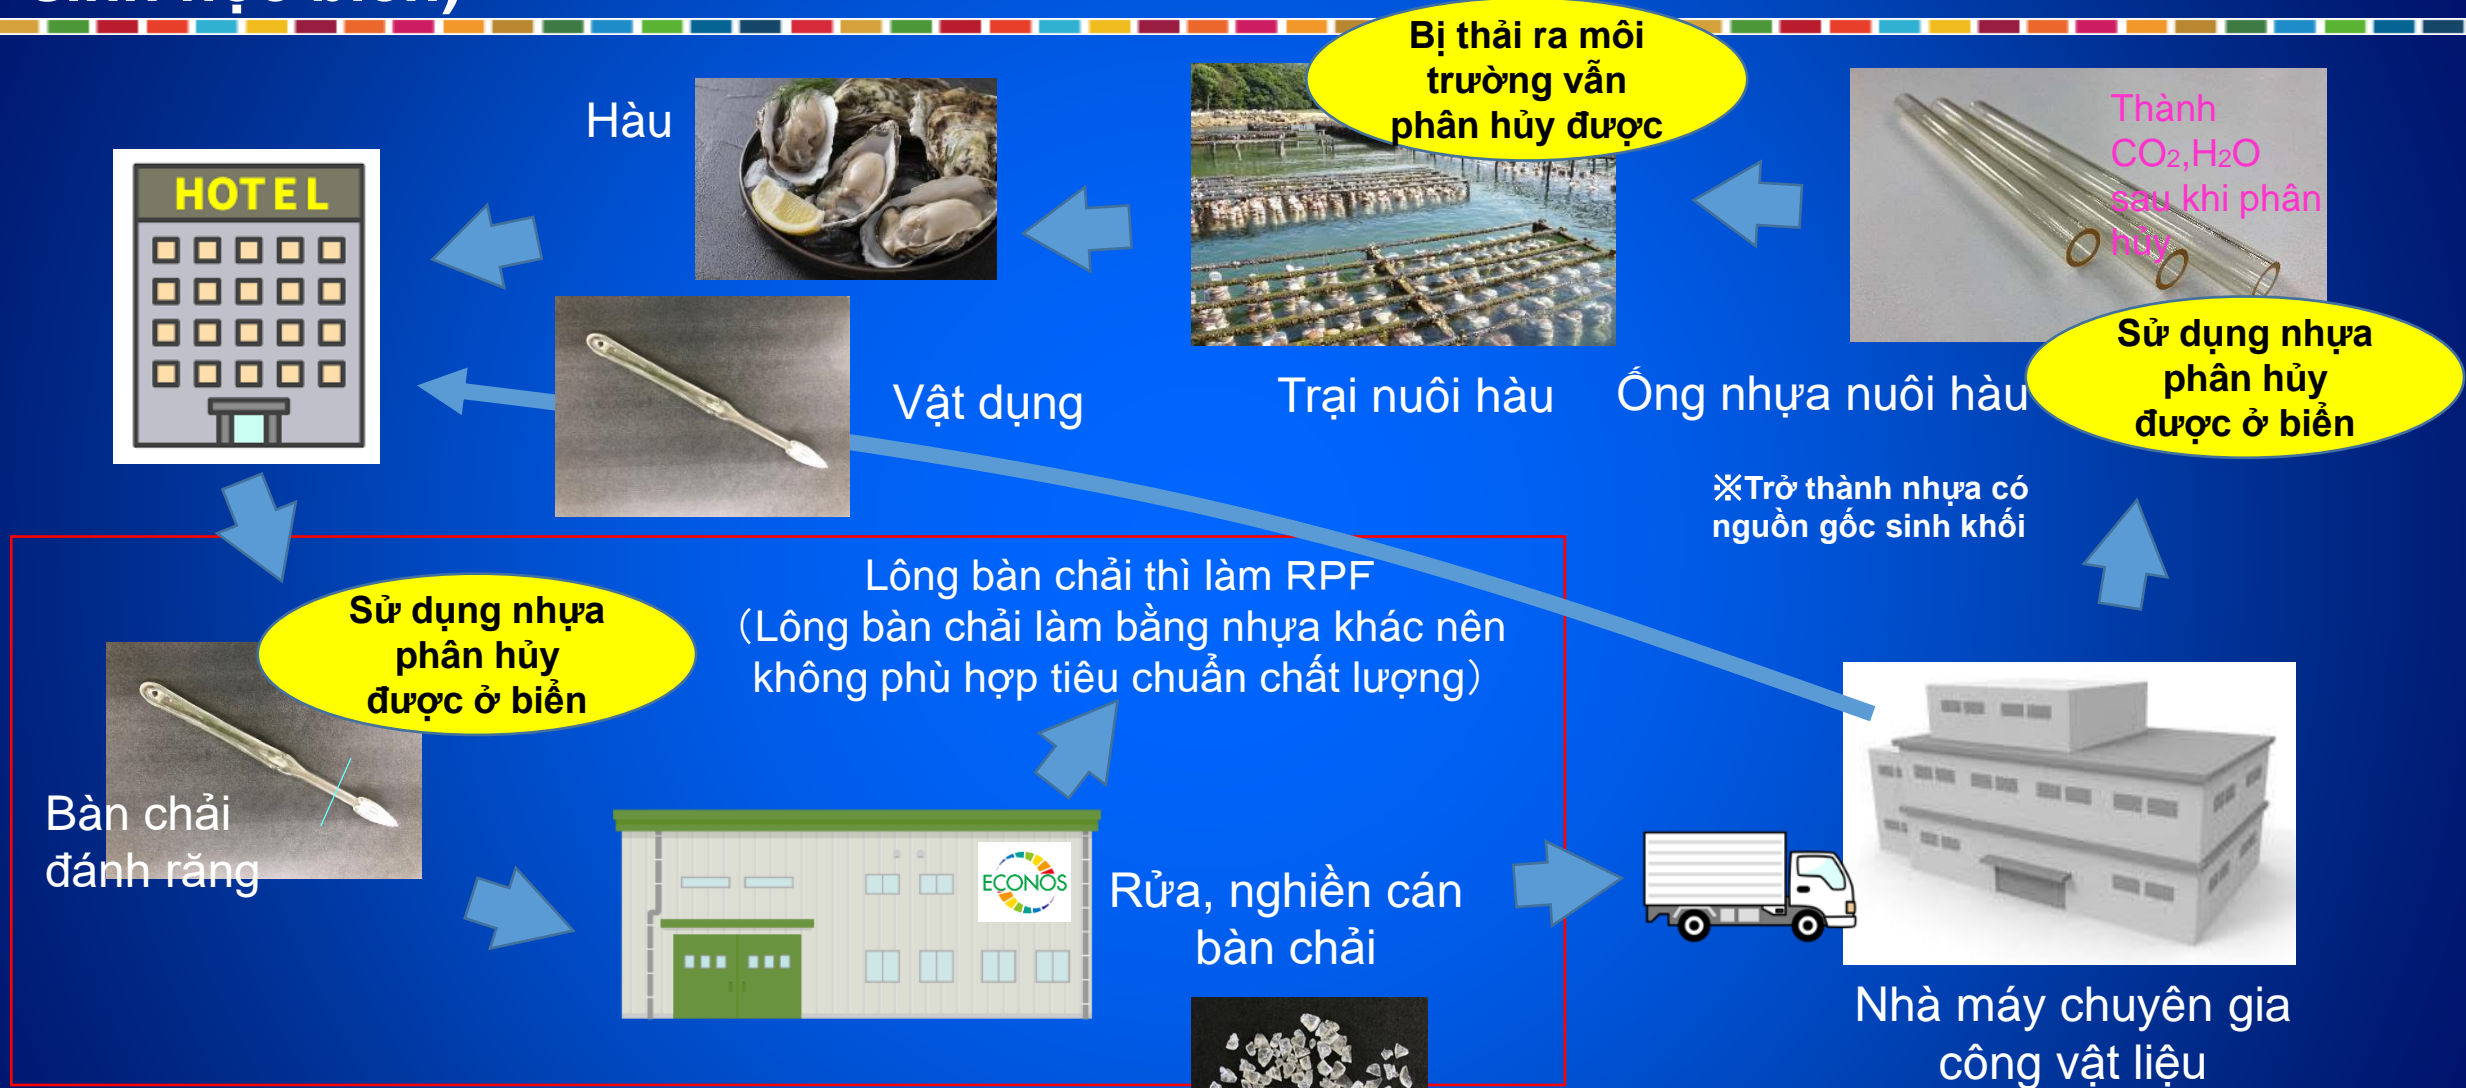 Bị thải ra môi
trường vẫn
phân hủy được
Hàu
HOTEL
Thành
CO₂,H₂O
sau khi phân
hủy
Sử dụng nhựa
phân hủy
được ở biển
Vật dụng
Trại nuôi hàu
Ống nhựa nuôi hàu
※Trở thành nhựa có
nguồn gốc sinh khối
Lông bàn chải thì làm RPF
（Lông bàn chải làm bằng nhựa khác nên
không phù hợp tiêu chuẩn chất lượng）
Sử dụng nhựa
phân hủy
được ở biển
Bàn chải
đánh răng
ECONOS
Rửa, nghiền cán
bàn chải
Nhà máy chuyên gia
công vật liệu